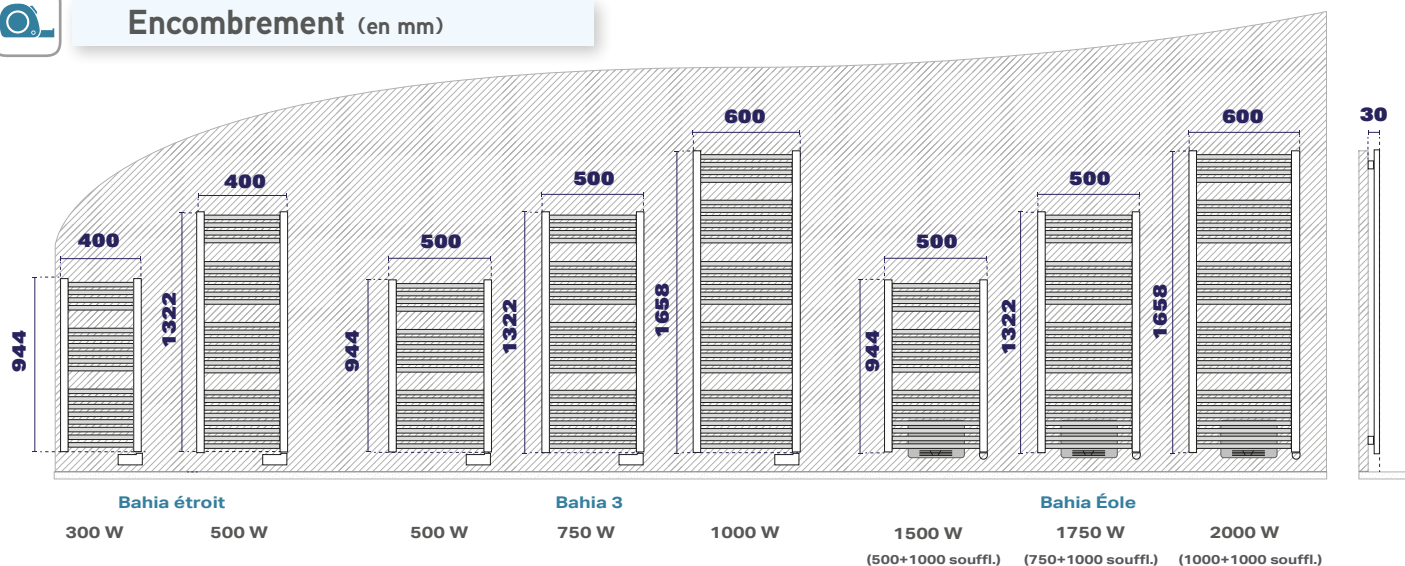 Encombrement (en mm)
600
600
30
400
500
500
400
500
500
944
1322
944
1322
1658
944
1322
1658
Bahia étroit
Bahia 3
Bahia Éole
300 W
500 W
500 W
750 W
1000 W
1500 W
1750 W
2000 W
(500+1000 souffl.)
(750+1000 souffl.)
(1000+1000 souffl.)